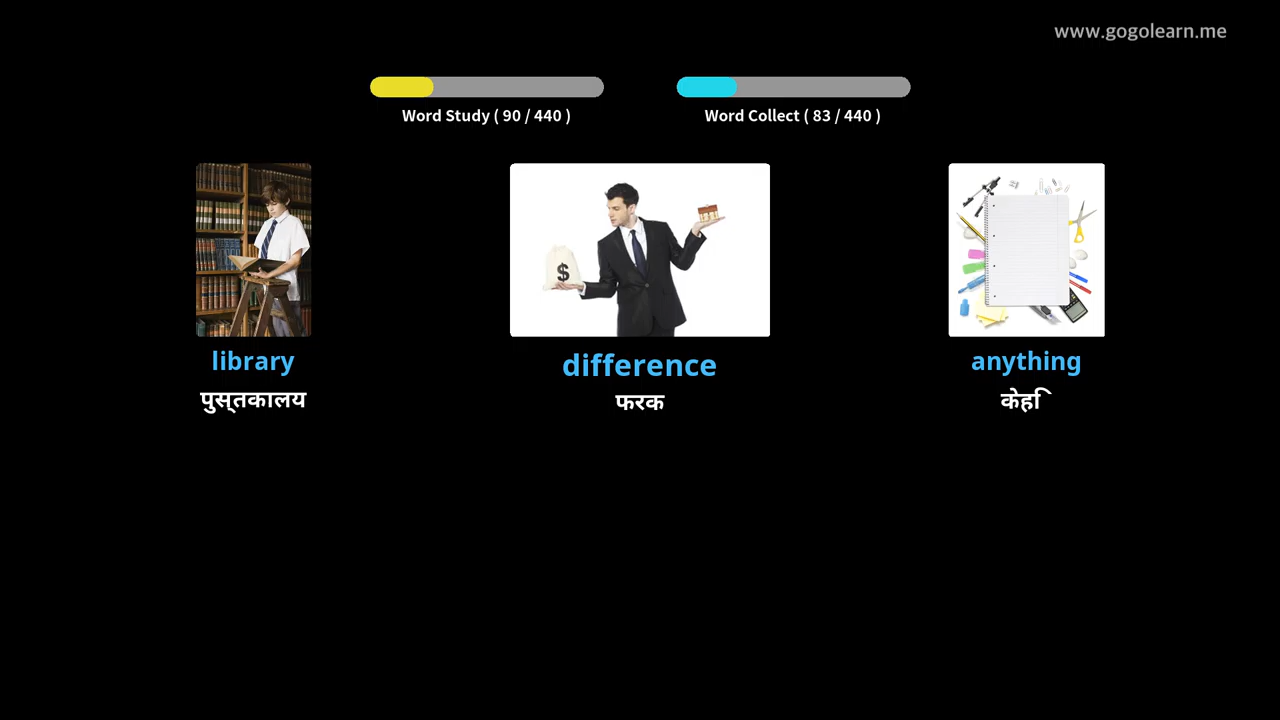 www.gogolearn.me
Word Study ( 90 / 440 )
Word Collect ( 83 / 440 )
$
library
difference
anything
पुस्तकालय
फरक
केहि